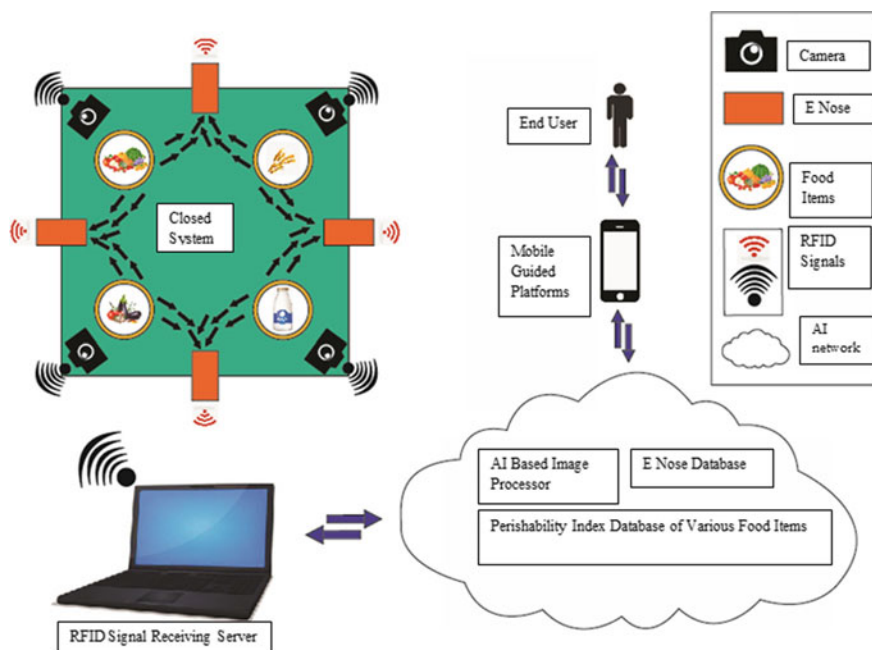 Closed
System
End User
Mobile
Guided
Platforms
Camera
E Nose
Food
Items
RFID
Signals
AI
network
AI Based Image
Processor
E Nose Database
Perishability Index Database of Various Food Items
RFID Signal Receiving Server